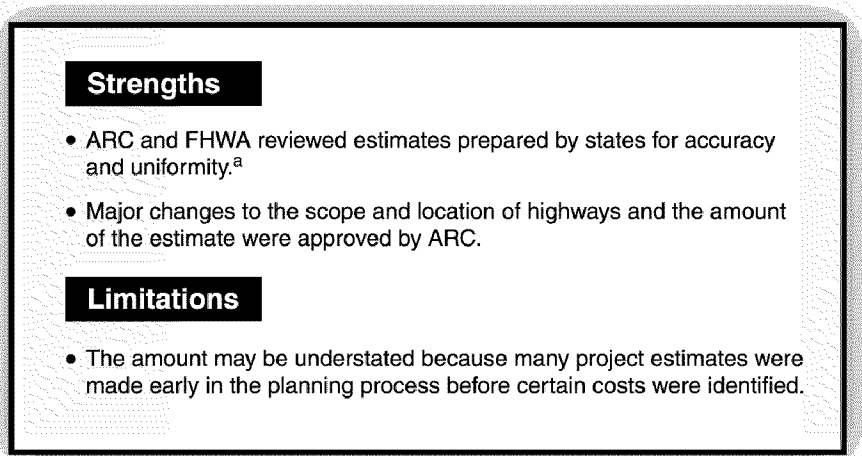 Strengths
• ARC and FHWA reviewed estimates prepared by states for accuracy
and uniformity.a
• Major changes to the scope and location of highways and the amount
of the estimate were approved by ARC.
Limitations
• The amount may be understated because many project estimates were
made early in the planning process before certain costs were identified.